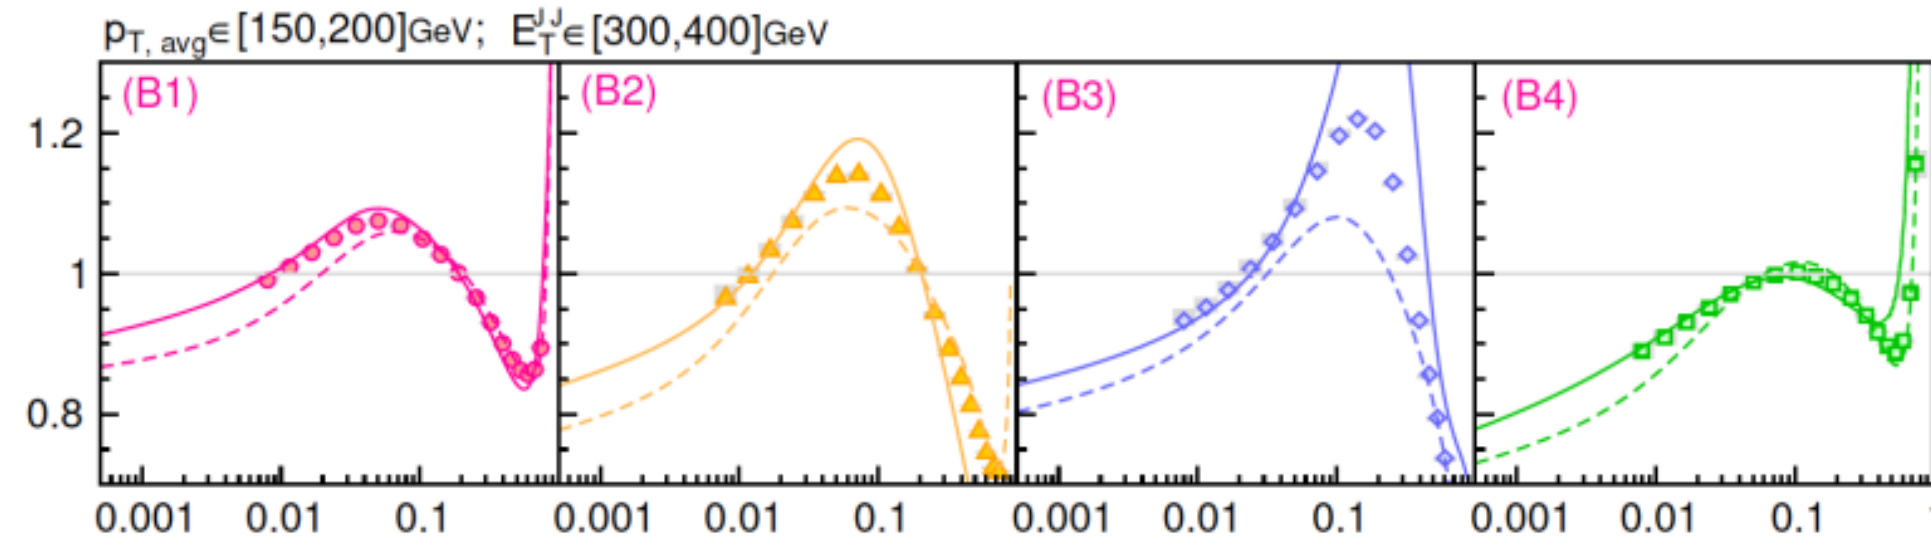 pT, avg∈[150,200]GeV; ETJJ∈[300,400]GeV
(B1) (B2) (B3) (B4)
1.2
1
0.8
0.001 0.01 0.1 0.001 0.01 0.1 0.001 0.01 0.1 0.001 0.01 0.1